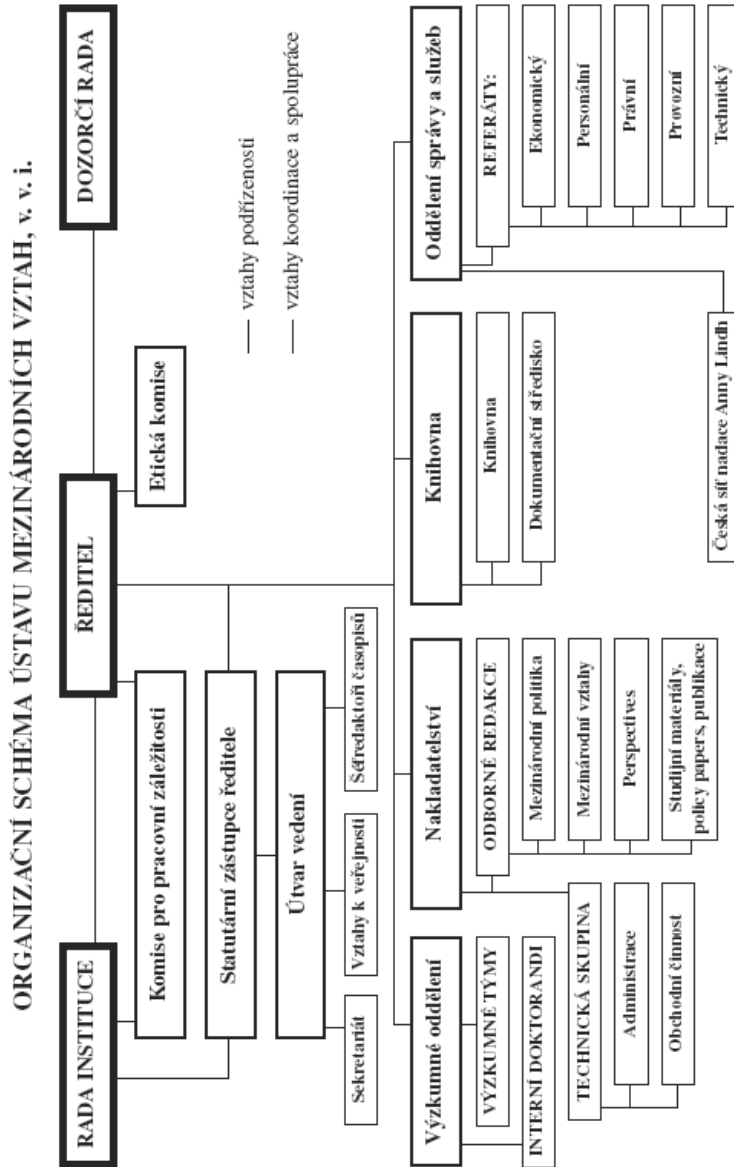 ORGANIZAČNÍ SCHÉMA ÚSTAVU MEZINÁRODNÍCH VZTAH, v. v. i.
RADA INSTITUCE
ŘEDITEL
DOZORČÍ RADA
Komise pro pracovní záležitosti
Etická komise
Statutární zástupce ředitele
Útvar vedení
vztahy podřízenosti
vztahy koordinace a spolupráce
Sekretariát
Vztahy k veřejnosti
Šéfredaktoři časopisů
Výzkumné oddělení
VÝZKUMNÉ TÝMY
INTERNÍ DOKTORANDI
Nakladatelství
ODBORNÉ REDAKCE
Mezinárodní politika
Mezinárodní vztahy
Perspectives
Studijní materiály,
policy papers, publikace
TECHNICKÁ SKUPINA
Administrace
Obchodní činnost
Knihovna
Knihovna
Dokumentační středisko
Oddělení správy a služeb
REFERÁTY:
Ekonomický
Personální
Právní
Provozní
Technický
Česká síť nadace Anny Lindh